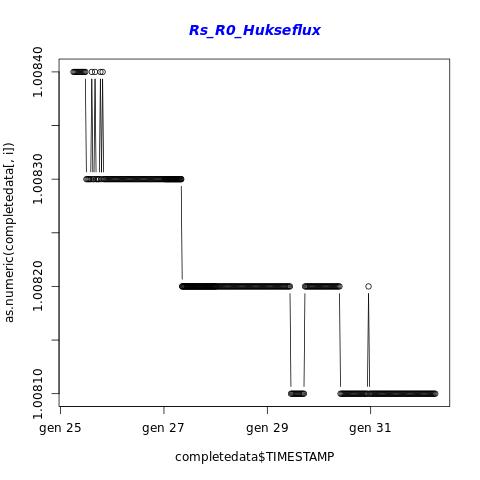 Rs_R0_Hukseflux
as.numeric(completedata[, i])
1.00840
1.00830
1.00820
1.00810
gen 25
gen 27
gen 29
gen 31
completedata$TIMESTAMP